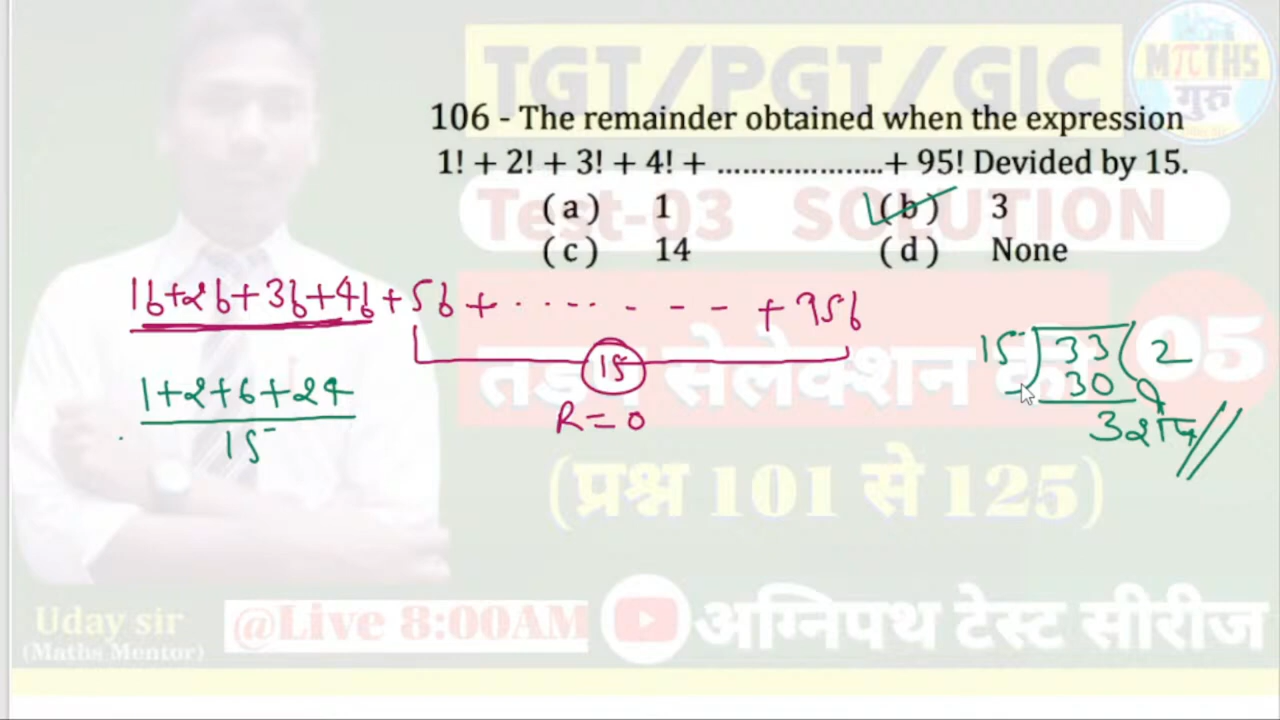 TGT/PGT/GIC
MπTHS
गुरु
106 - The remainder obtained when the expression
1! + 2! + 3! + 4! + .....................+ 95! Devided by 15.
Test-03 SOLUTION
(a) 1 (b) 3
(c) 14 (d) None
1!+2!+3!+4!+5!+ · · · · - - - + 95!
15) 33 ( 2
30
3
शेष
15
R = 0
1+2+6+24
15
सेलेक्शन की 05
(प्रश्न 101 से 125)
Uday sir
(Maths Mentor)
@Live 8:00AM
अग्निपथ टेस्ट सीरीज